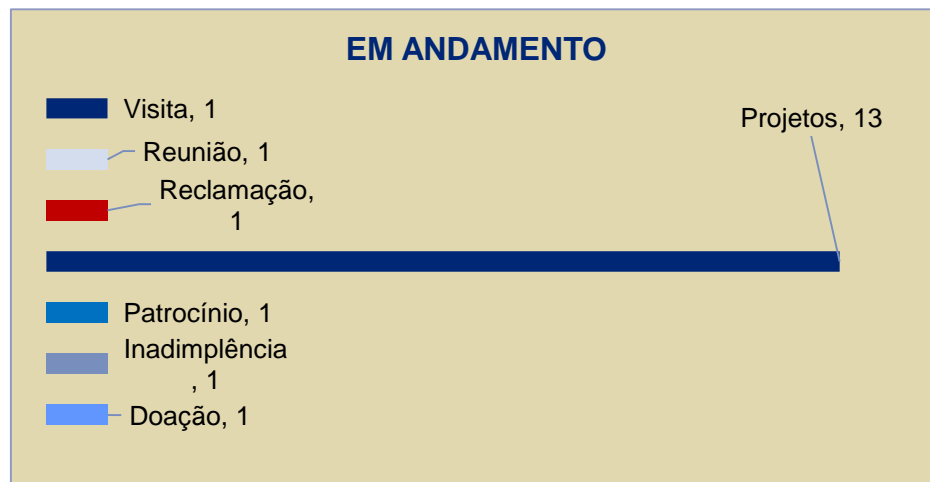 EM ANDAMENTO
Visita, 1
Projetos, 13
Reunião, 1
Reclamação,
1
Patrocínio, 1
Inadimplência
, 1
Doação, 1